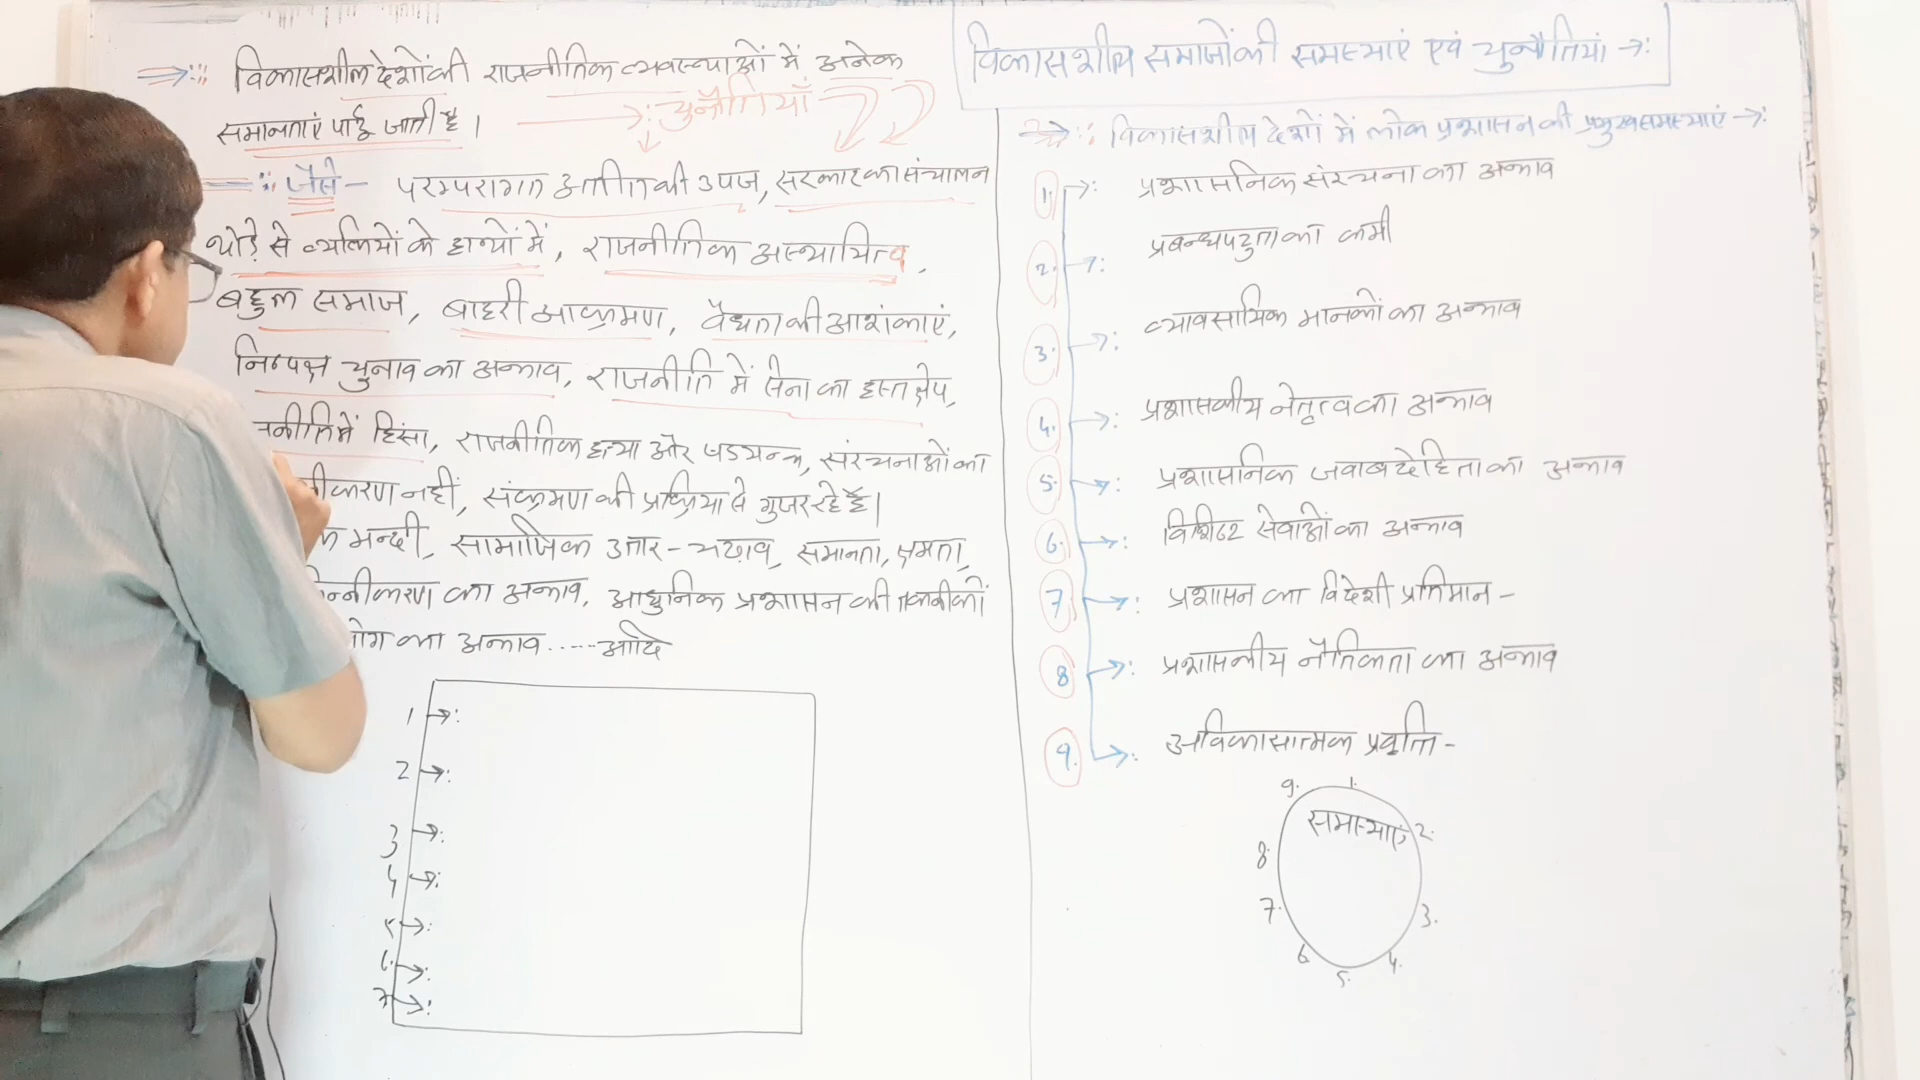 विकासशील देशों की राजनीतिक व्यवस्थाओं में अनेक
समानताएं पाई जाती है।
→: चुनौतियाँ
जैसे - परम्परागत अतीत की उपज, सरकार का संचालन
थोड़े से व्यक्तियों के हाथों में, राजनीतिक अस्थायित्व,
बहुल समाज, बाहरी आक्रमण, वैधता की आशंकाएं,
निष्पक्ष चुनाव का अभाव, राजनीति में सेना का हस्तक्षेप,
नीति में हिंसा, राजनीतिक हत्या और षडयन्त्र, संरचनाओं का
करण नहीं, संक्रमण की प्रक्रिया से गुजर रहे है।
मन्दी, सामाजिक उतार-चढ़ाव, समानता, क्षमता,
न्नीकरण का अभाव, आधुनिक प्रशासन की तकनीकों
योग का अभाव.....आदि
1 →:
2 →:
3 →:
4 →:
5 →:
6 →:
7 →:
विकासशील समाजों की समस्याएं एवं चुनौतियां →:
विकासशील देशों में लोक प्रशासन की प्रमुख समस्याएं →:
1. →: प्रशासनिक संरचना का अभाव
2. →: प्रबन्धपटुता का कमी
3. →: व्यावसायिक मानकों का अभाव
4. →: प्रशासकीय नेतृत्व का अभाव
5. →: प्रशासनिक जवाबदेहिता का अभाव
6. →: विशिष्ट सेवाओं का अभाव
7 →: प्रशासन का विदेशी प्रतिमान -
8 →: प्रशासकीय नैतिकता का अभाव
9. →: अविकासात्मक प्रवृति -
समास्याएं
1.
2.
3.
4.
5.
6
7.
8.
9.